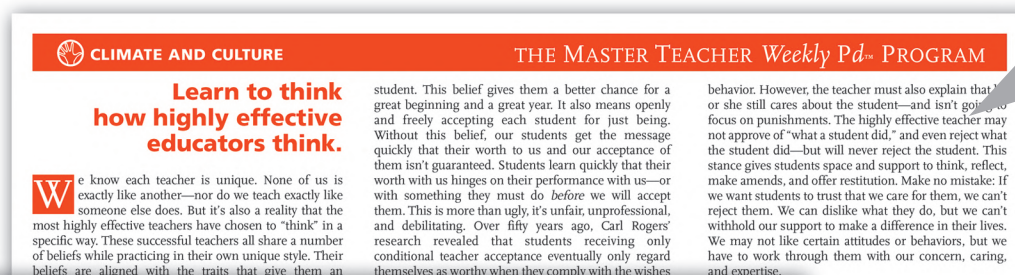 CLIMATE AND CULTURE
THE MASTER TEACHER Weekly Pd™ PROGRAM
Learn to think
how highly effective
educators think.
We know each teacher is unique. None of us is
exactly like another—nor do we teach exactly like
someone else does. But it's also a reality that the
most highly effective teachers have chosen to "think" in a
specific way. These successful teachers all share a number
of beliefs while practicing in their own unique style. Their
beliefs are aligned with the traits that give them an
student. This belief gives them a better chance for a
great beginning and a great year. It also means openly
and freely accepting each student for just being.
Without this belief, our students get the message
quickly that their worth to us and our acceptance of
them isn't guaranteed. Students learn quickly that their
worth with us hinges on their performance with us—or
with something they must do before we will accept
them. This is more than ugly, it's unfair, unprofessional,
and debilitating. Over fifty years ago, Carl Rogers'
research revealed that students receiving only
conditional teacher acceptance eventually only regard
themselves as worthy when they comply with the wishes
behavior. However, the teacher must also explain that
or she still cares about the student—and isn't going to
focus on punishments. The highly effective teacher may
not approve of "what a student did," and even reject what
the student did—but will never reject the student. This
stance gives students space and support to think, reflect,
make amends, and offer restitution. Make no mistake: If
we want students to trust that we care for them, we can't
reject them. We can dislike what they do, but we can't
withhold our support to make a difference in their lives.
We may not like certain attitudes or behaviors, but we
have to work through them with our concern, caring,
and expertise.